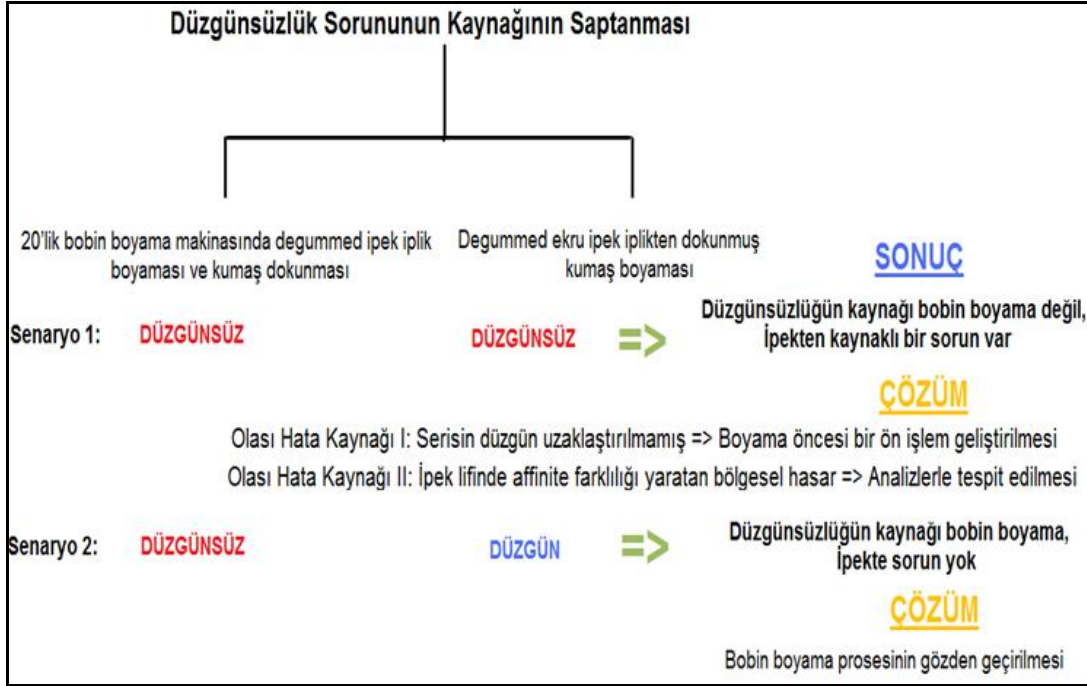 Düzgünsüzlük Sorununun Kaynağının Saptanması
20'lik bobin boyama makinasında degummed ipek iplik
boyaması ve kumaş dokunması
Degummed ekru ipek iplikten dokunmuş
kumaş boyaması
SONUÇ
Senaryo 1: DÜZGÜNSÜZ DÜZGÜNSÜZ => Düzgünsüzlüğün kaynağı bobin boyama değil,
İpekten kaynaklı bir sorun var
ÇÖZÜM
Olası Hata Kaynağı I: Serisin düzgün uzaklaştırılmamış => Boyama öncesi bir ön işlem geliştirilmesi
Olası Hata Kaynağı II: İpek lifinde affinite farklılığı yaratan bölgesel hasar => Analizlerle tespit edilmesi
Senaryo 2: DÜZGÜNSÜZ DÜZGÜN => Düzgünsüzlüğün kaynağı bobin boyama,
İpekte sorun yok
ÇÖZÜM
Bobin boyama prosesinin gözden geçirilmesi